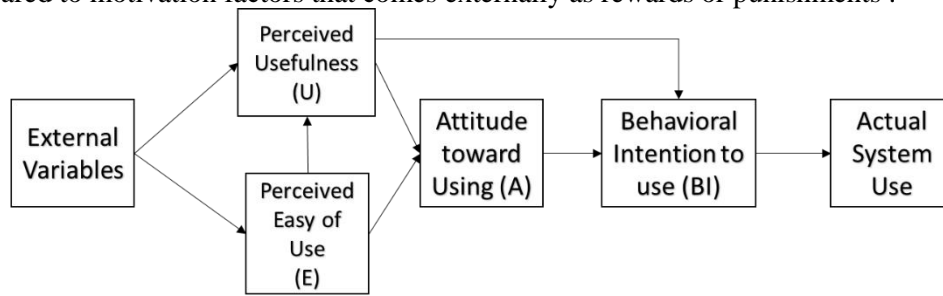 to motivation factors that comes externally as rewards or punishments .
Perceived
Usefulness
(U)
External
Variables
Perceived
Easy of
Use
(E)
Attitude
toward
Using (A)
Behavioral
Intention to
use (BI)
Actual
System
Use